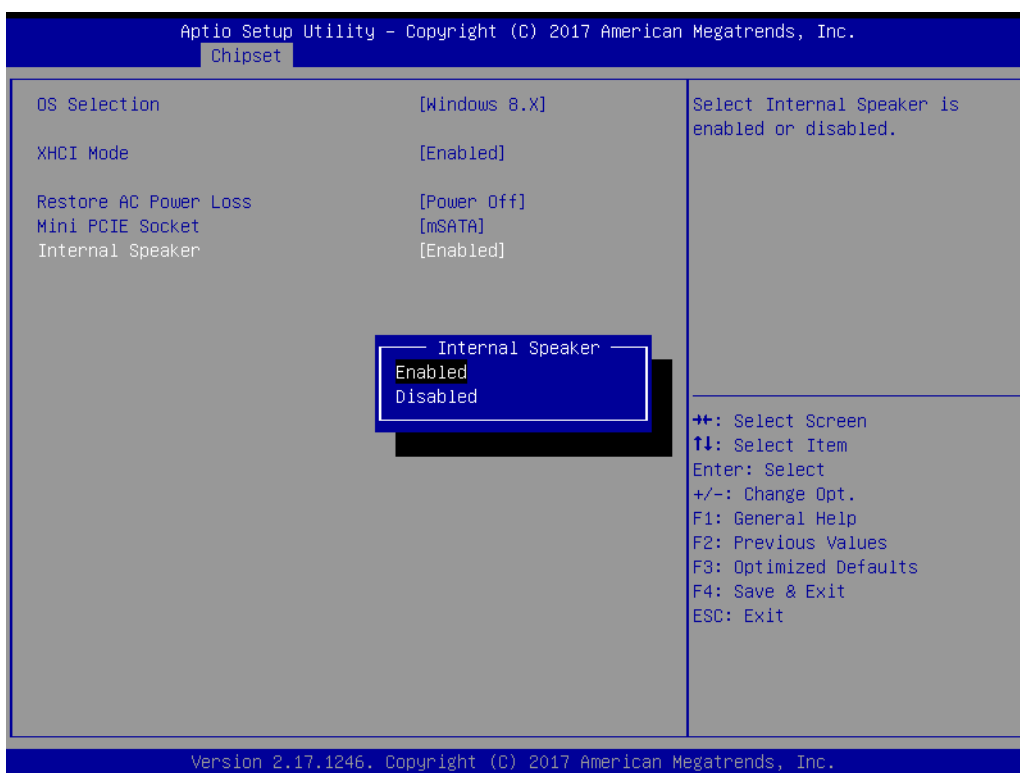 Aptio Setup Utility – Copyright (C) 2017 American Megatrends, Inc.
Chipset
OS Selection [Windows 8.X]
XHCI Mode [Enabled]
Restore AC Power Loss [Power Off]
Mini PCIE Socket [mSATA]
Internal Speaker [Enabled]
Internal Speaker
Enabled
Disabled
Select Internal Speaker is
enabled or disabled.
→←: Select Screen
↑↓: Select Item
Enter: Select
+/-: Change Opt.
F1: General Help
F2: Previous Values
F3: Optimized Defaults
F4: Save & Exit
ESC: Exit
Version 2.17.1246. Copyright (C) 2017 American Megatrends, Inc.